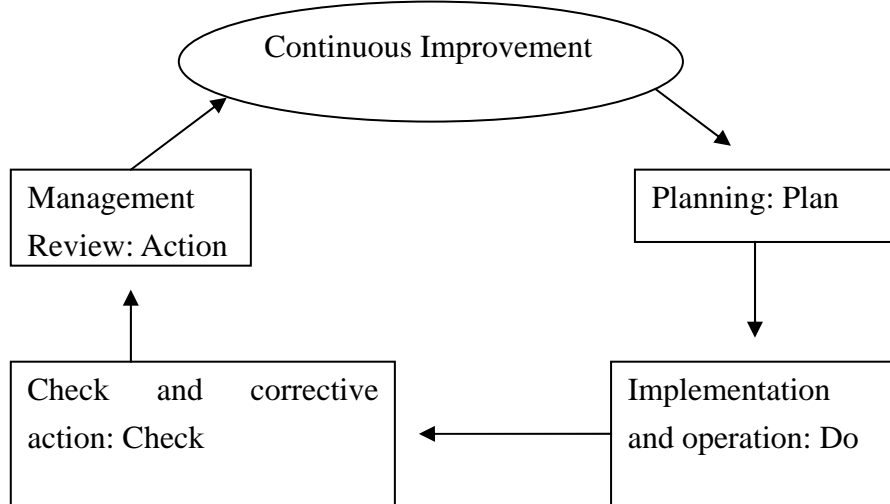 Continuous Improvement
Management
Review: Action
Planning: Plan
Check and corrective
action: Check
Implementation
and operation: Do